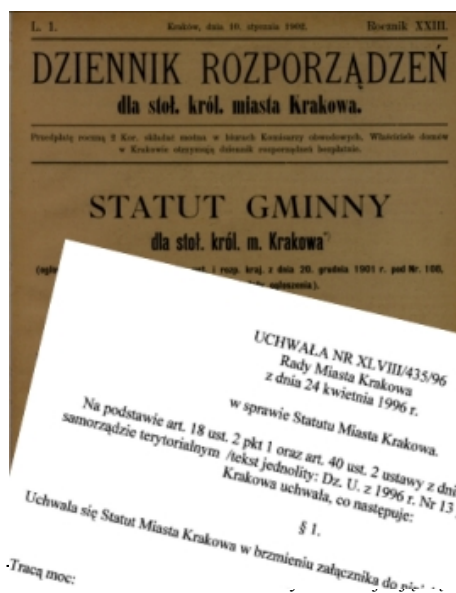 L. 1. Kraków, dnia 10. stycznia 1902. Rocznik XXIII.
DZIENNIK ROZPORZĄDZEŃ
dla stoł. król. miasta Krakowa.
Przedpłatę roczną 2 Kor. składać można w biurach Komisarzy obwodowych. Właściciele domów
w Krakowie otrzymują dziennik rozporządzeń bezpłatnie.
STATUT GMINNY
dla stoł. król. m. Krakowa*)
i rozp. kraj. z dnia 20. grudnia 1901 r. pod Nr. 108,
ogłoszenia).
UCHWAŁA NR XLVIII/435/96
Rady Miasta Krakowa
z dnia 24 kwietnia 1996 r.
w sprawie Statutu Miasta Krakowa.
Na podstawie art. 18 ust. 2 pkt 1 oraz art. 40 ust. 2 ustawy z dni
samorządzie terytorialnym /tekst jednolity: Dz. U. z 1996 r. Nr 13
Krakowa uchwala, co następuje:
§ 1.
Uchwala się Statut Miasta Krakowa w brzmieniu załącznika do
Tracą moc: